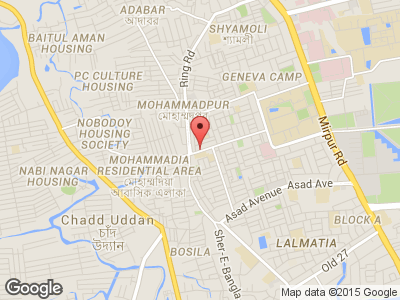 ADABAR
আদাবর
SHYAMOLI
শ্যামলী
BAITUL AMAN
HOUSING
Ring Rd
PC CULTURE
HOUSING
GENEVA CAMP
MOHAMMADPUR
মোহাম্মদপুর
NOBODOY
HOUSING
SOCIETY
Mirpur Rd
MOHAMMADIA
RESIDENTIAL AREA
মোহাম্মদিয়া
আবাসিক এলাকা
NABI NAGAR
HOUSING
Asad Ave
Asad Avenue
Chadd Uddan
চাঁদ
উদ্যান
BLOCK A
BOSILA
Sher-E-Bangla
LALMATIA
Old 27
Google
Map data ©2015 Google